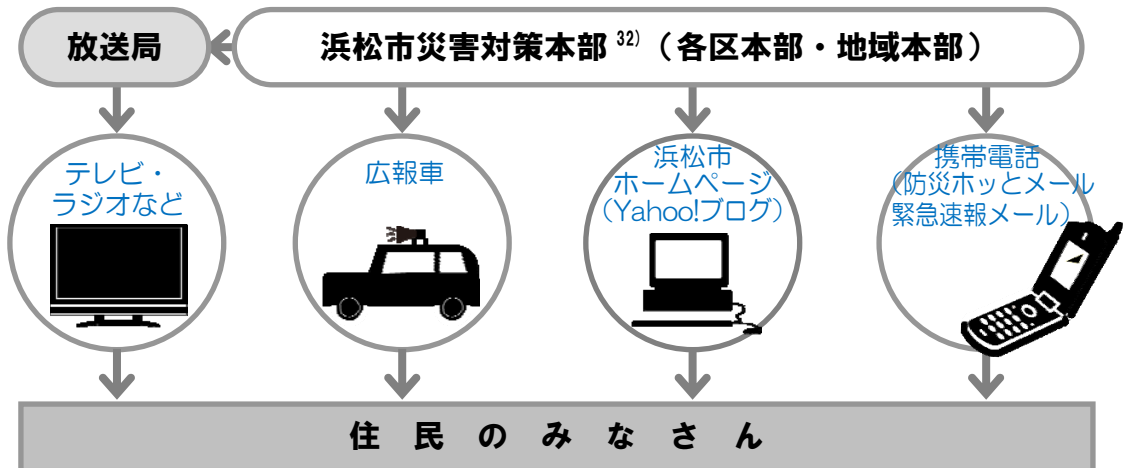 放送局
浜松市災害対策本部 32)(各区本部・地域本部)
テレビ・
ラジオなど
広報車
浜松市
ホームページ
(Yahoo!ブログ)
携帯電話
(防災ホッとメール
緊急速報メール)
住民のみなさん